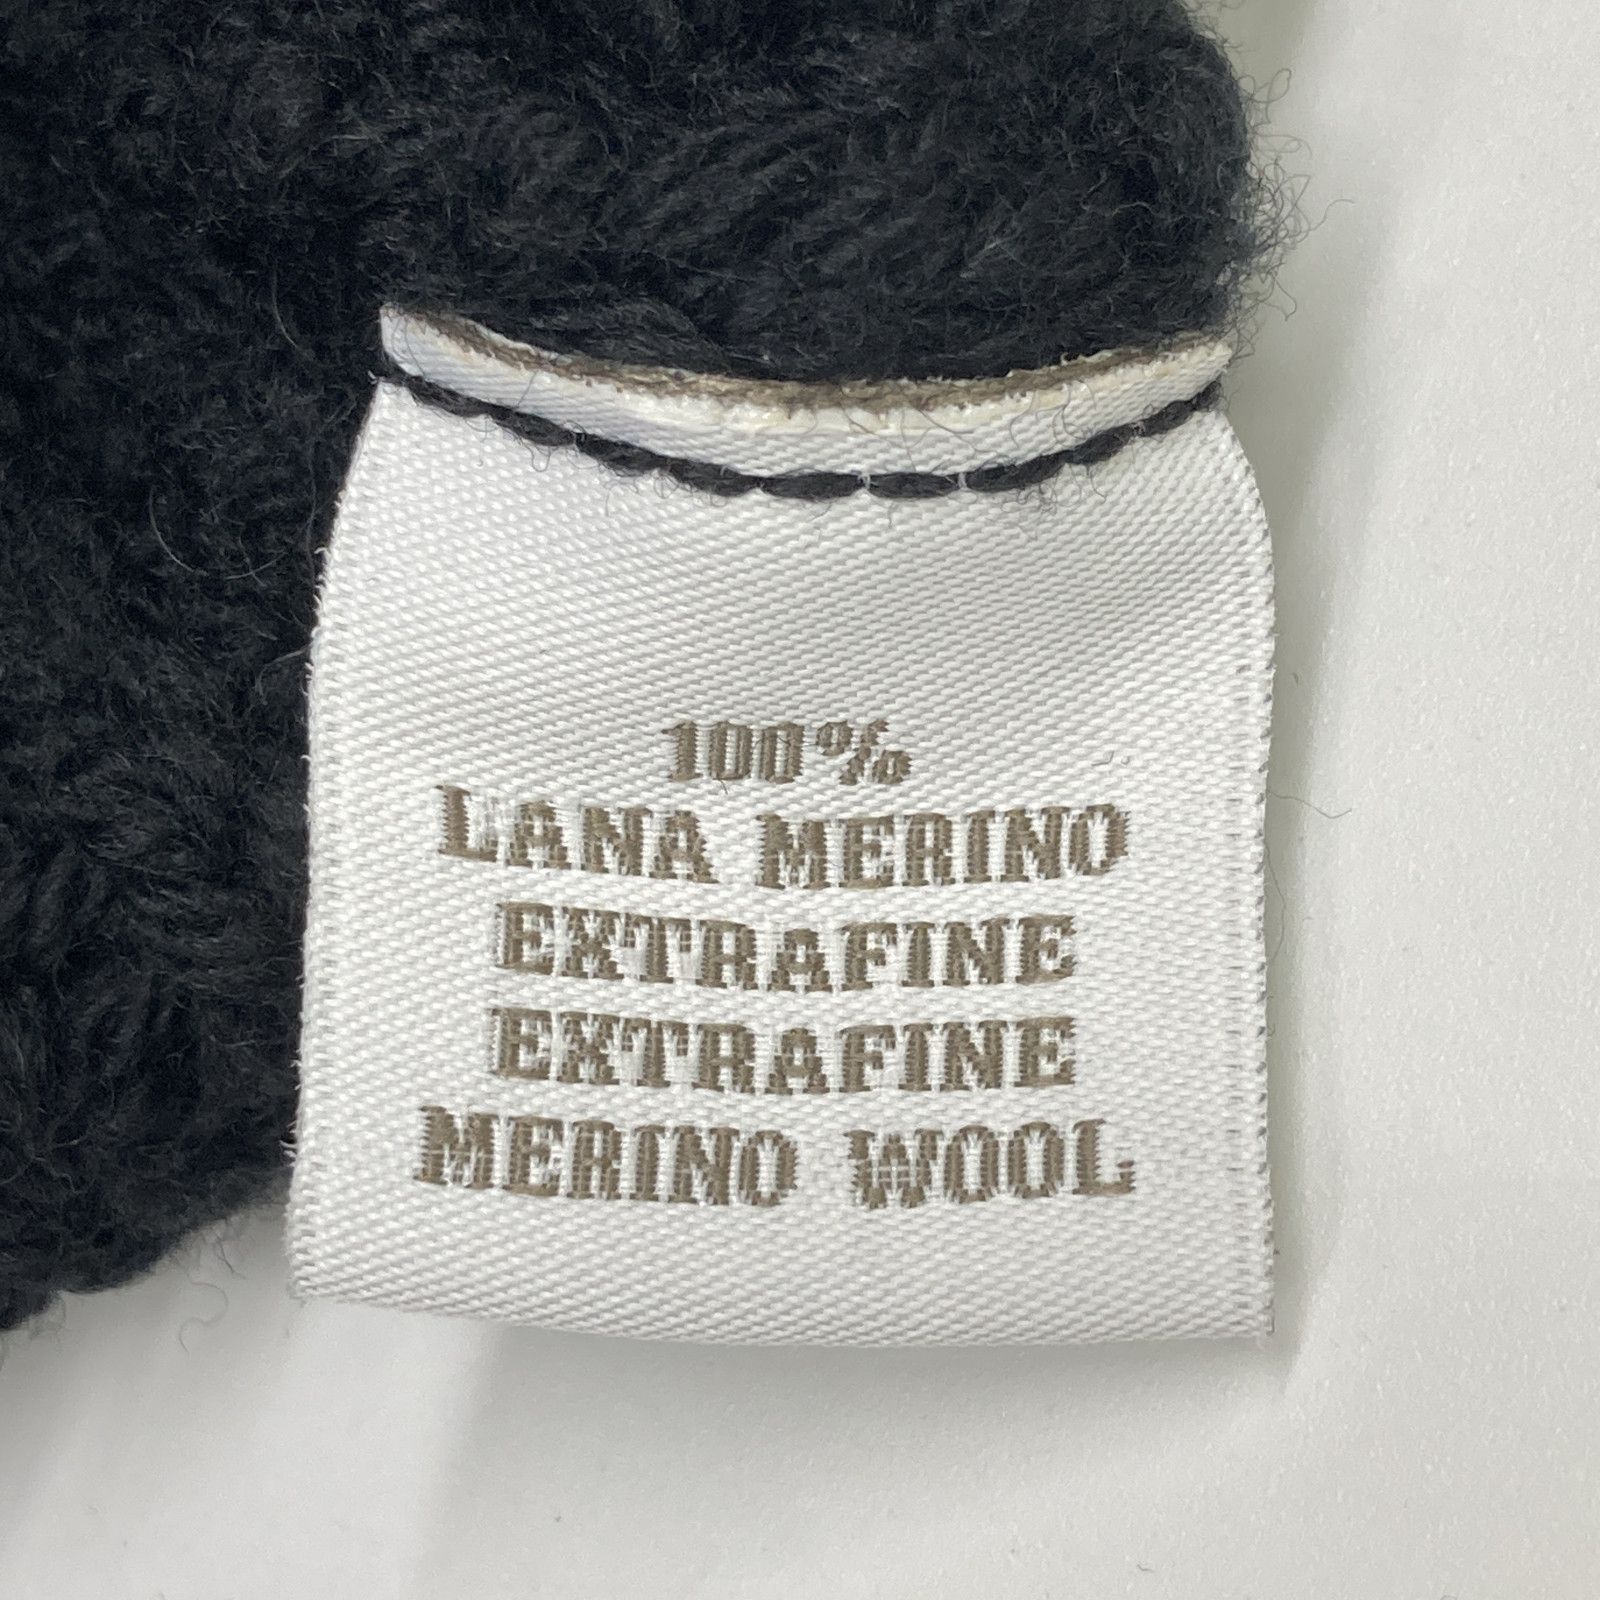 100%
LANA MERINO
EXTRAFINE
EXTRAFINE
MERINO WOOL